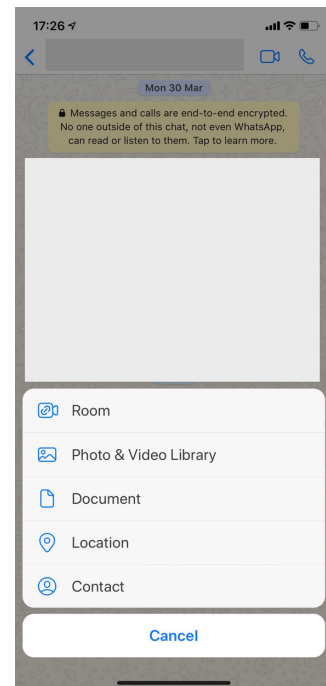 17:26
Mon 30 Mar
Messages and calls are end-to-end encrypted.
No one outside of this chat, not even WhatsApp,
can read or listen to them. Tap to learn more.
Room
Photo & Video Library
Document
Location
Contact
Cancel